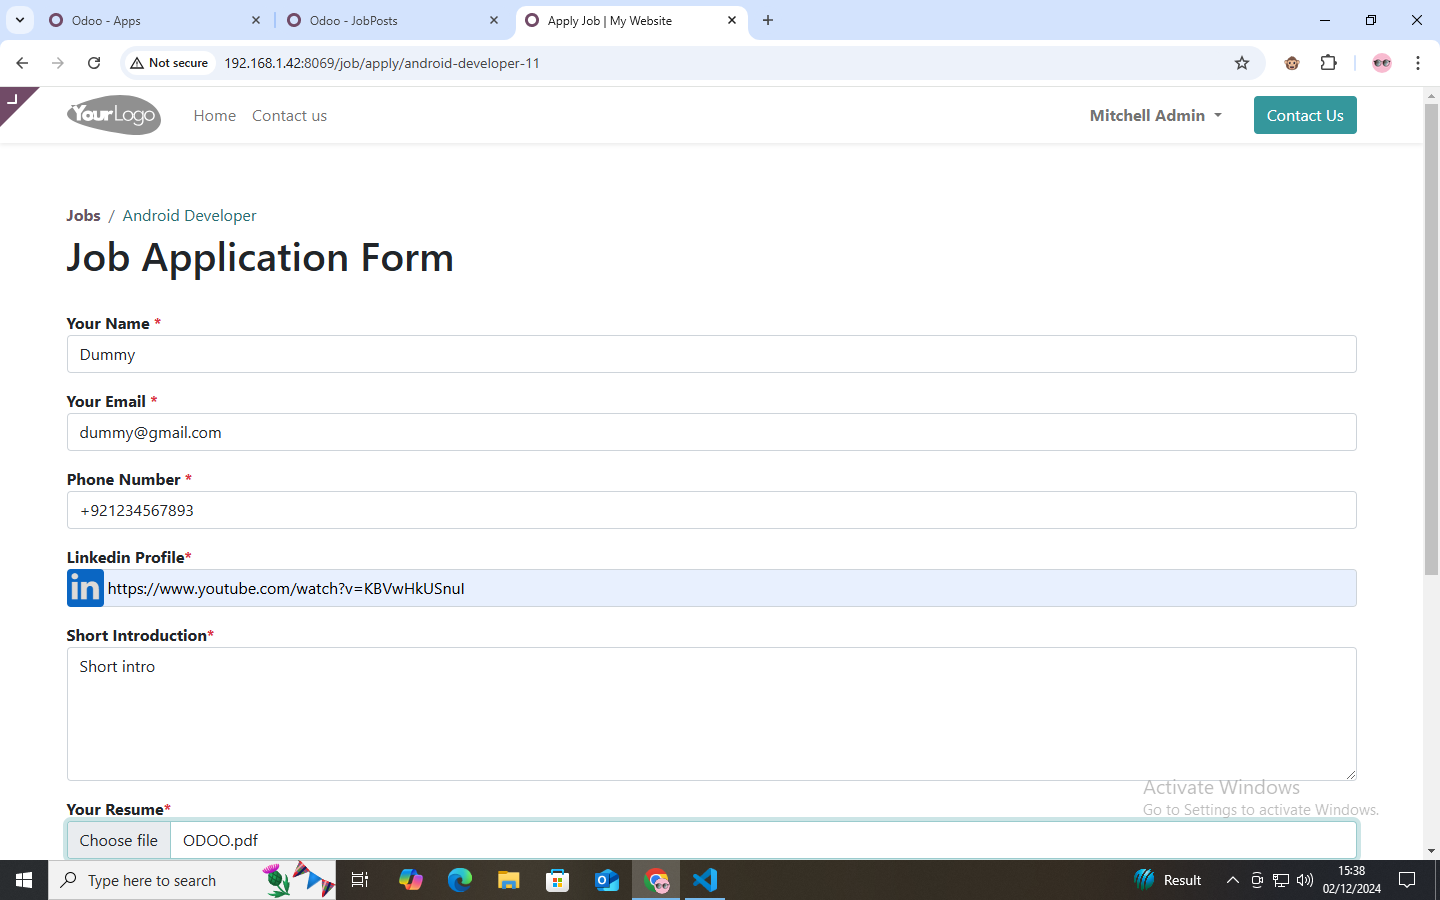 Odoo - Apps
Odoo - JobPosts
Apply Job | My Website
Not secure
192.168.1.42:8069/job/apply/android-developer-11
YourLogo
Home
Contact us
Mitchell Admin
Contact Us
Jobs / Android Developer
Job Application Form
Your Name *
Dummy
Your Email *
dummy@gmail.com
Phone Number *
+921234567893
Linkedin Profile*
in
https://www.youtube.com/watch?v=KBVwHkUSnuI
Short Introduction*
Short intro
Activate Windows
Go to Settings to activate Windows.
Your Resume*
Choose file
ODOO.pdf
Type here to search
Result
15:38
02/12/2024